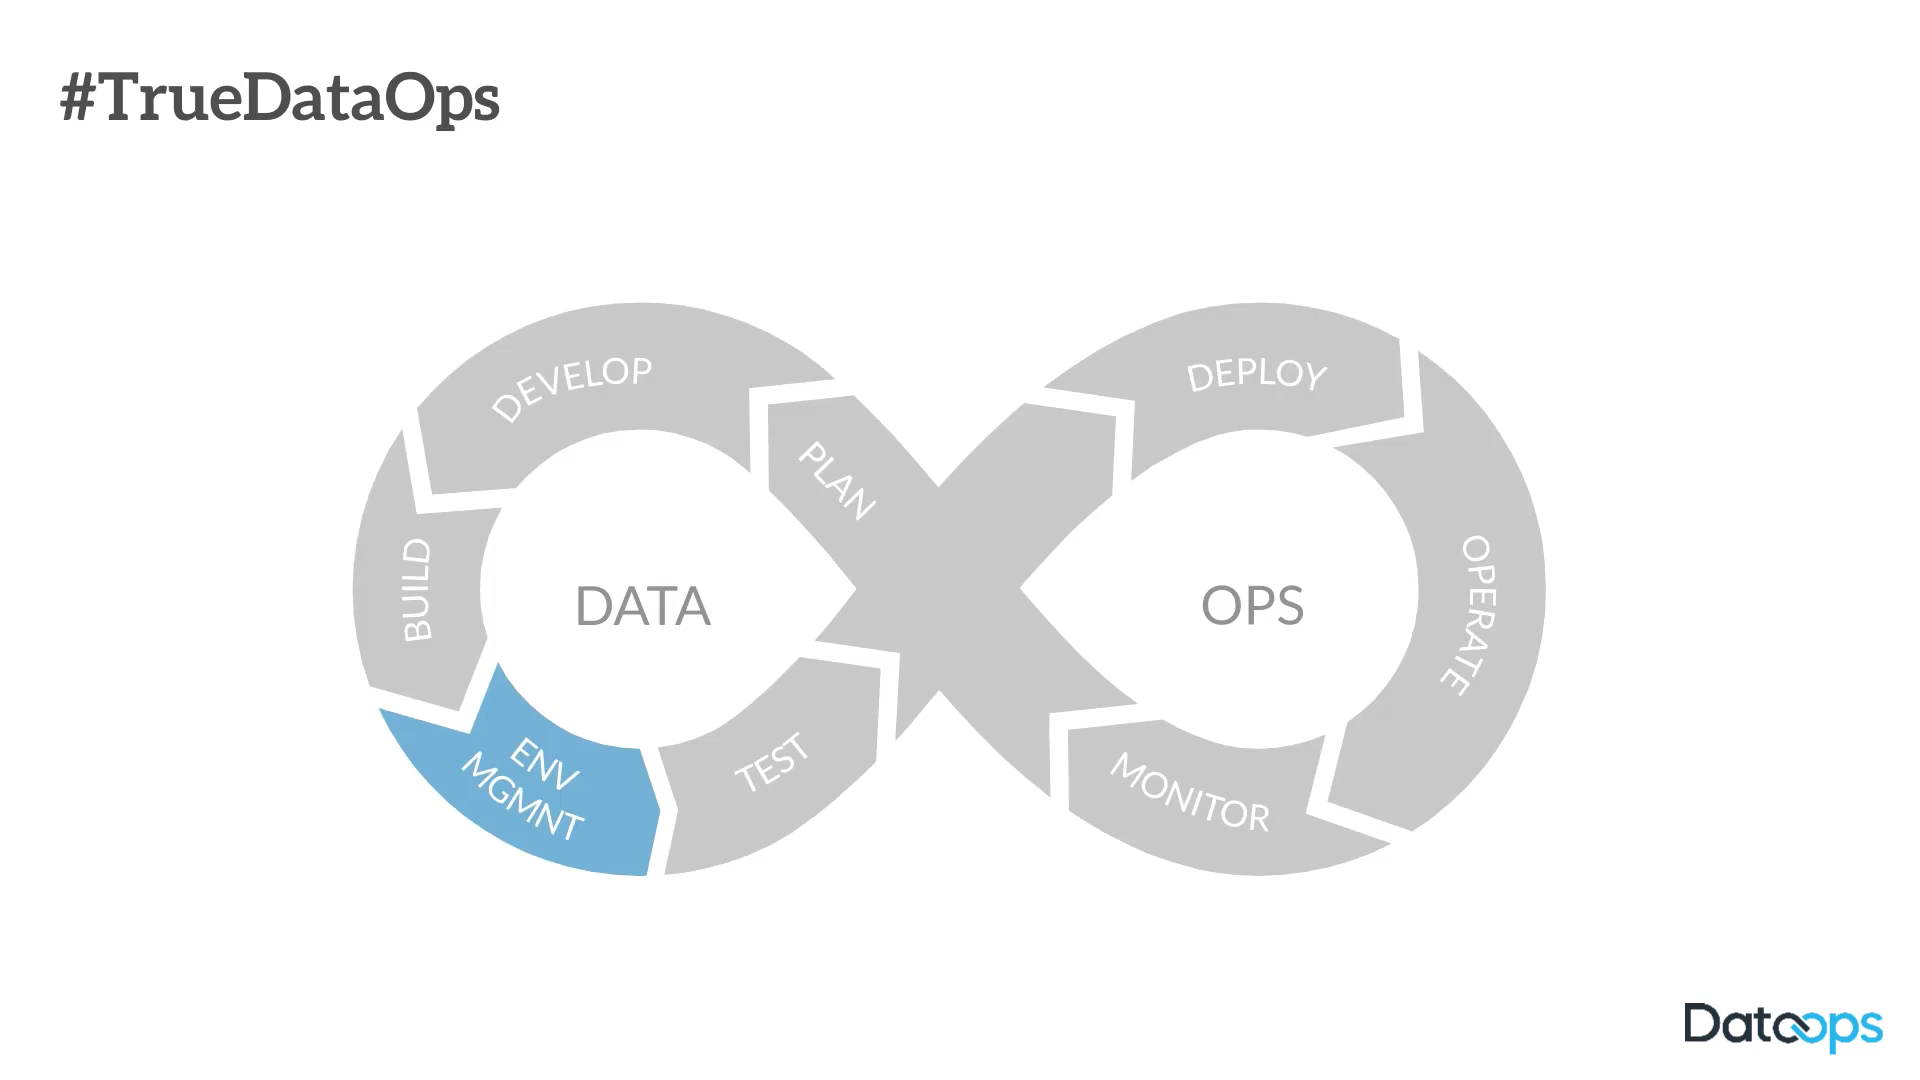 #TrueDataOps
DEVELOP
DEPLOY
PLAN
BUILD
OPERATE
DATA
OPS
ENV
MGMNT
TEST
MONITOR
Dataops